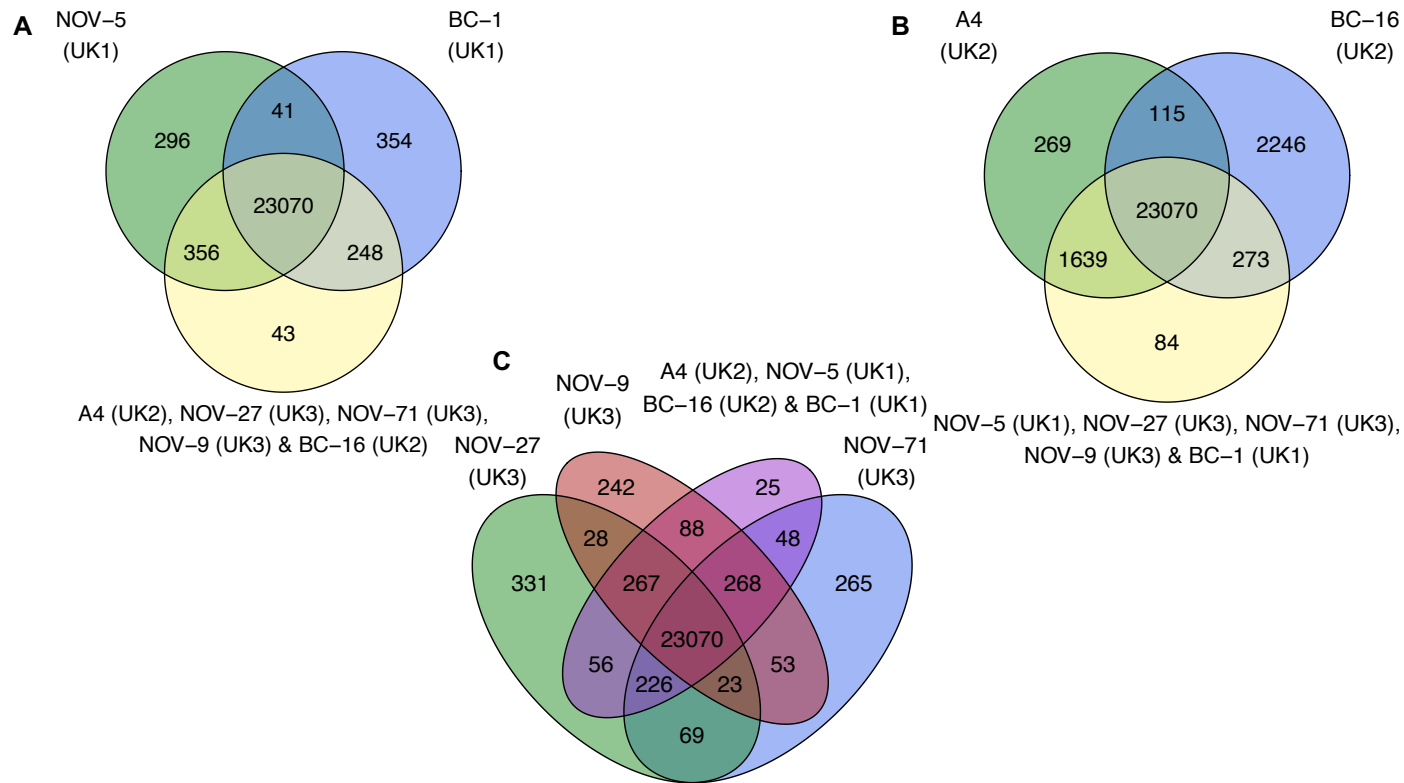 A
NOV−5
(UK1)
BC−1
(UK1)
296
41
354
23070
356
248
43
A4 (UK2), NOV−27 (UK3), NOV−71 (UK3),
NOV−9 (UK3) & BC−16 (UK2)
B
A4
(UK2)
BC−16
(UK2)
269
115
2246
23070
1639
273
84
NOV−5 (UK1), NOV−27 (UK3), NOV−71 (UK3),
NOV−9 (UK3) & BC−1 (UK1)
C
NOV−27
(UK3)
NOV−9
(UK3)
A4 (UK2), NOV−5 (UK1),
BC−16 (UK2) & BC−1 (UK1)
NOV−71
(UK3)
242
25
28
88
48
331
267
268
265
23070
56
226
23
53
69